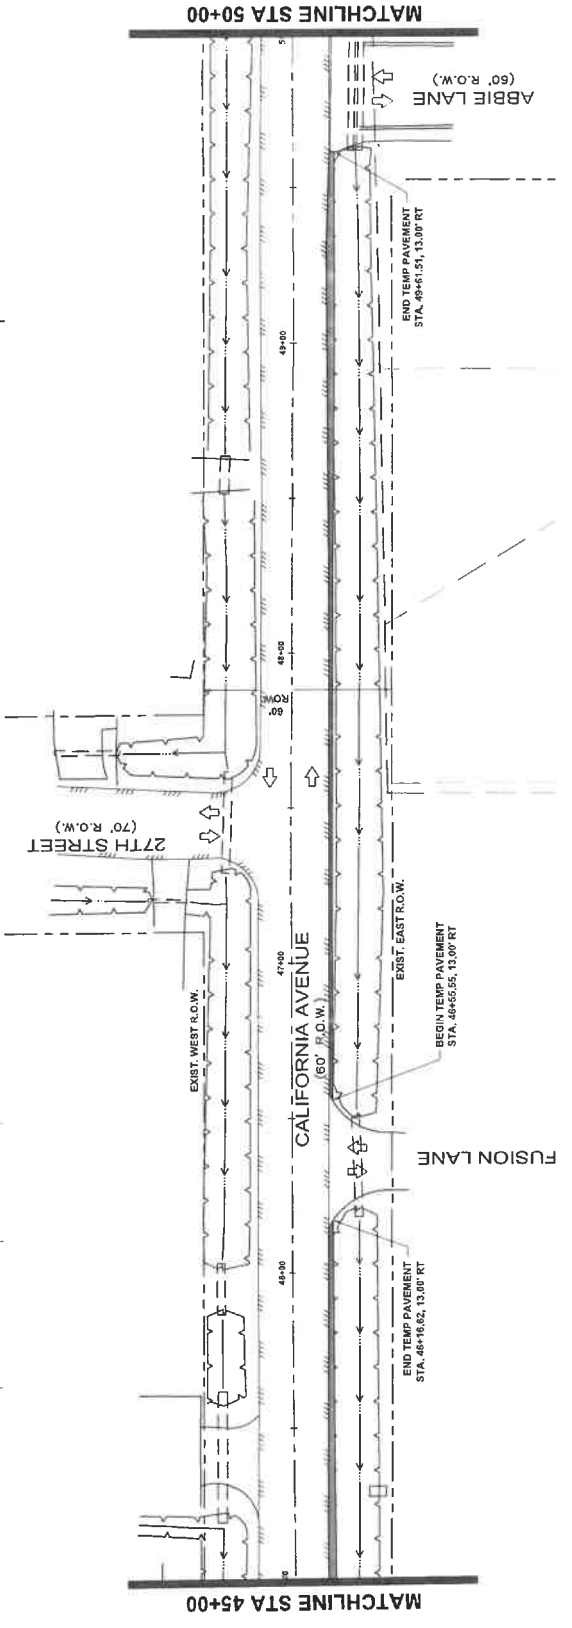 MATCHLINE STA 50+00
ABBIE LANE
(60' R.O.W.)
END TEMP PAVEMENT
STA. 49+61.51, 13.00' RT
49+00
48+00
60'
ROW
27TH STREET
(70' R.O.W.)
EXIST. WEST R.O.W.
47+00
CALIFORNIA AVENUE
(60' R.O.W.)
EXIST. EAST R.O.W.
BEGIN TEMP PAVEMENT
STA. 46+55.55, 13.00' RT
FUSION LANE
46+00
END TEMP PAVEMENT
STA. 46+16.62, 13.00' RT
MATCHLINE STA 45+00